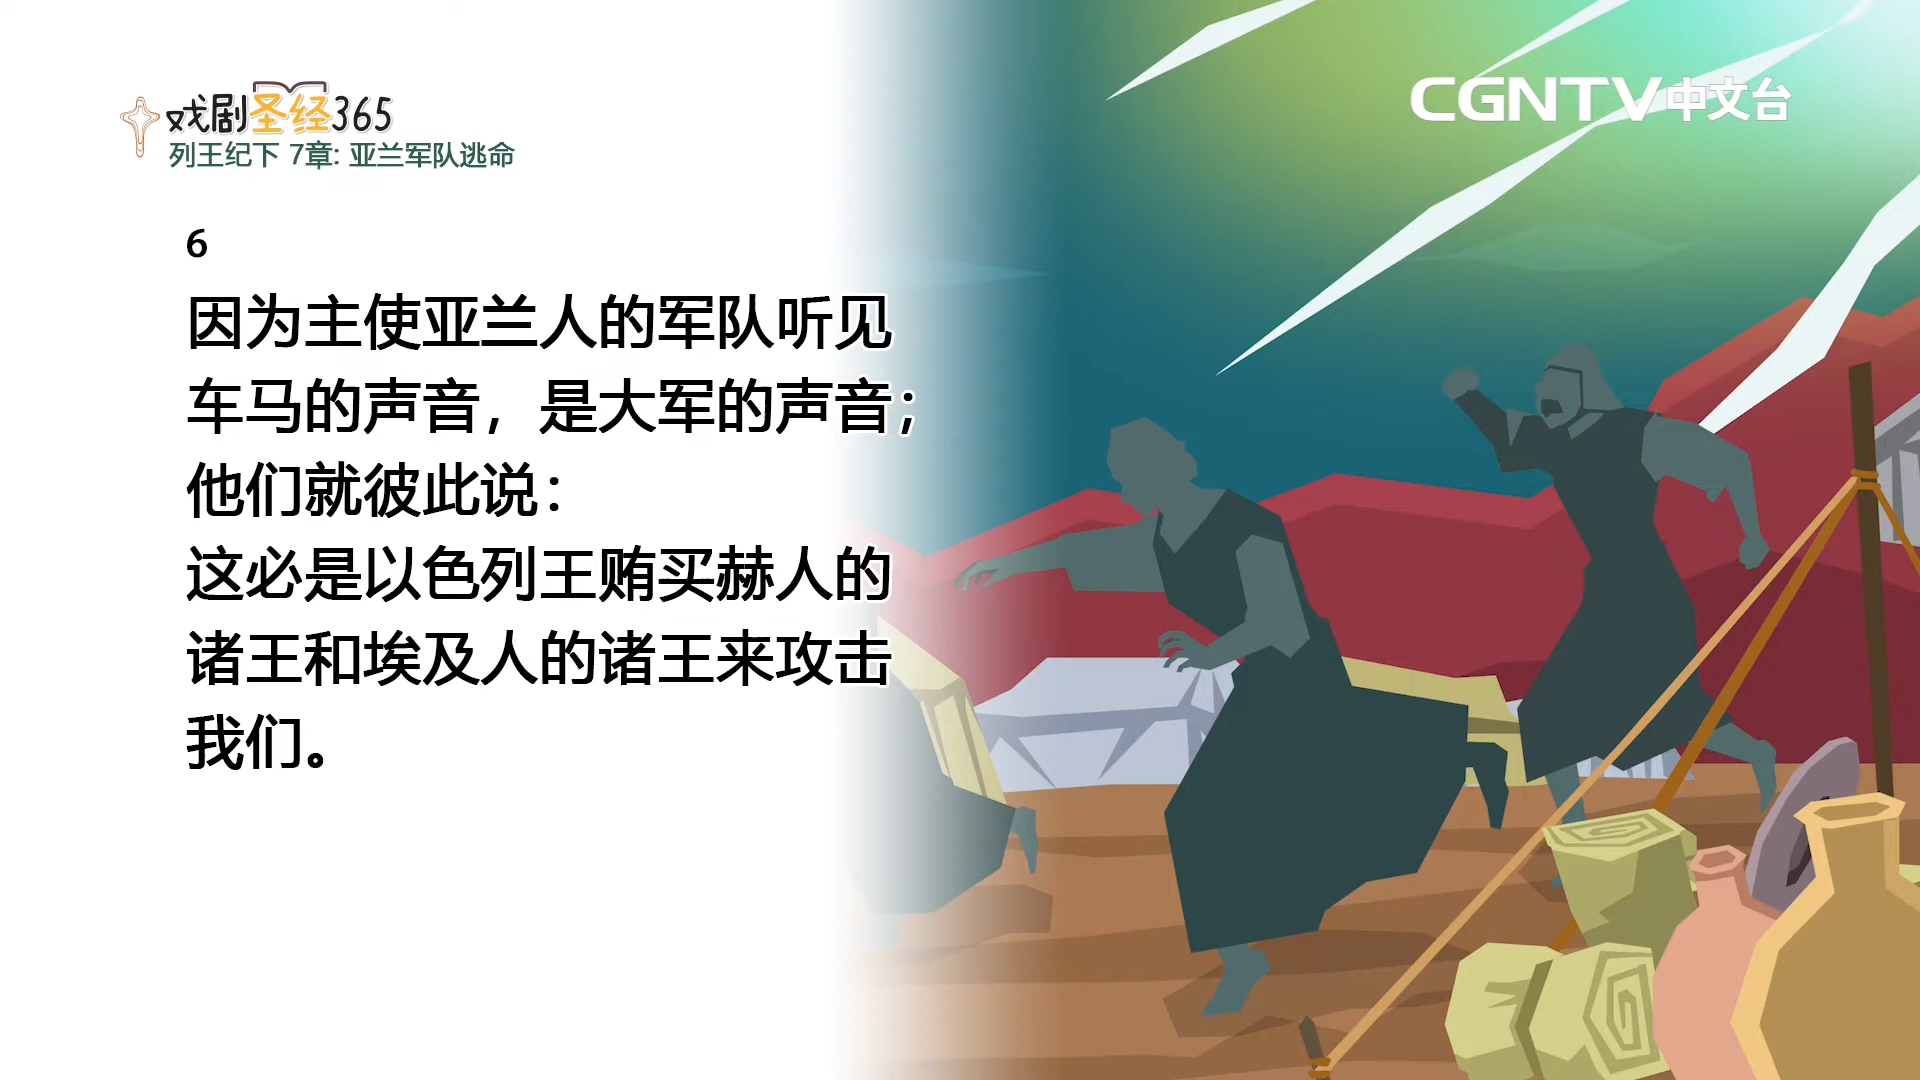 戏剧圣经365
CGNTV中文台
列王纪下 7章: 亚兰军队逃命
6
因为主使亚兰人的军队听见
车马的声音，是大军的声音；
他们就彼此说：
这必是以色列王贿买赫人的
诸王和埃及人的诸王来攻击
我们。